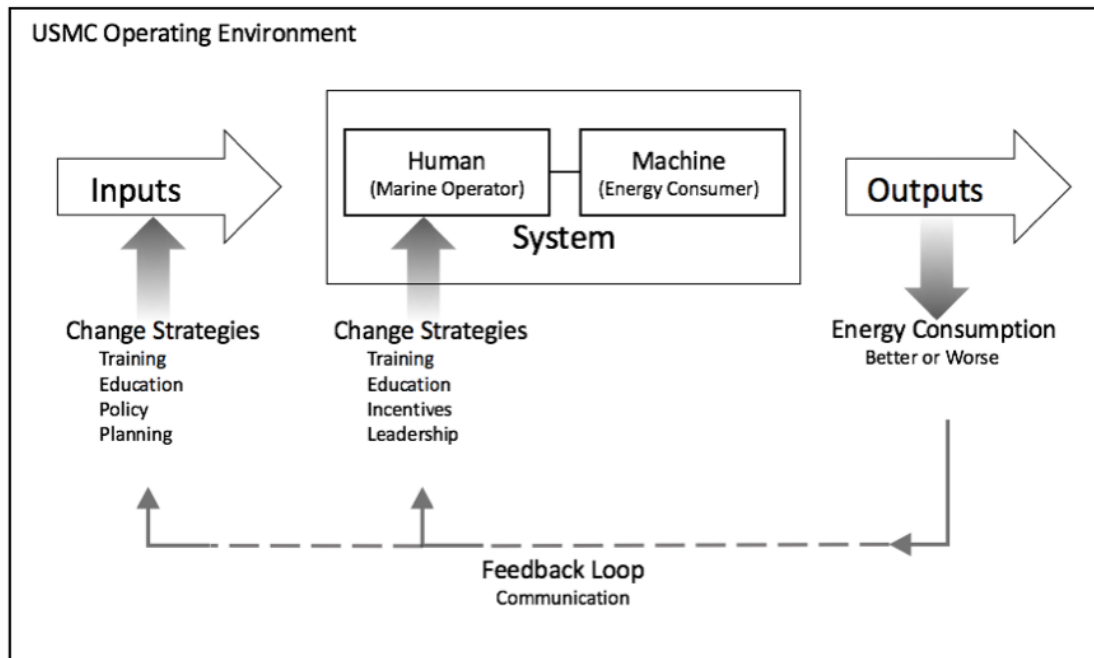 USMC Operating Environment
Inputs
Human
(Marine Operator)
Machine
(Energy Consumer)
System
Outputs
Change Strategies
Training
Education
Policy
Planning
Change Strategies
Training
Education
Incentives
Leadership
Energy Consumption
Better or Worse
Feedback Loop
Communication